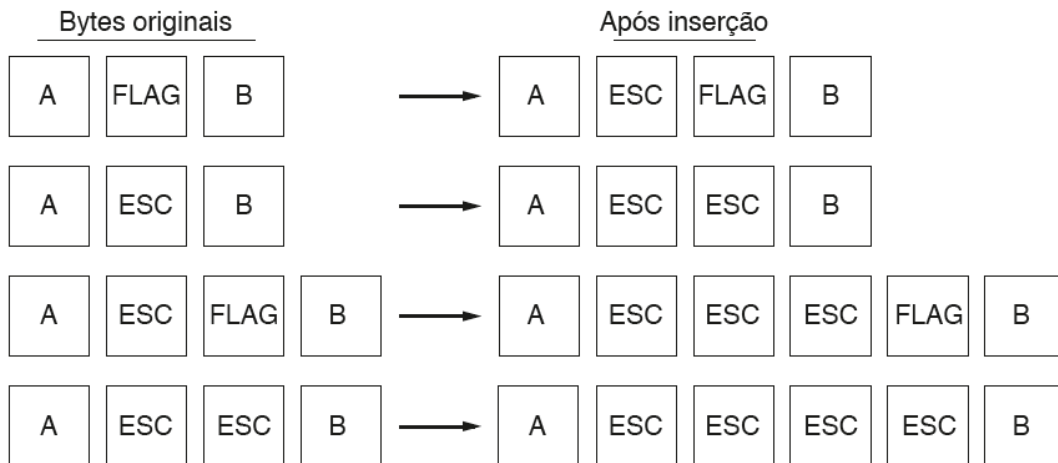 Bytes originais Após inserção
A FLAG B A ESC FLAG B
A ESC B A ESC ESC B
A ESC FLAG B A ESC ESC ESC FLAG B
A ESC ESC B A ESC ESC ESC ESC B